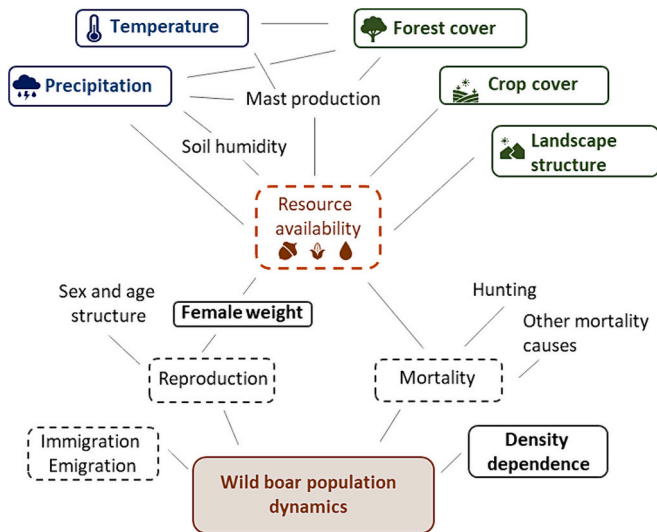 Temperature
Forest cover
Precipitation
Mast production
Crop cover
Soil humidity
Landscape
structure
Resource
availability
Sex and age
structure
Female weight
Hunting
Other mortality
causes
Reproduction
Mortality
Immigration
Emigration
Density
dependence
Wild boar population
dynamics